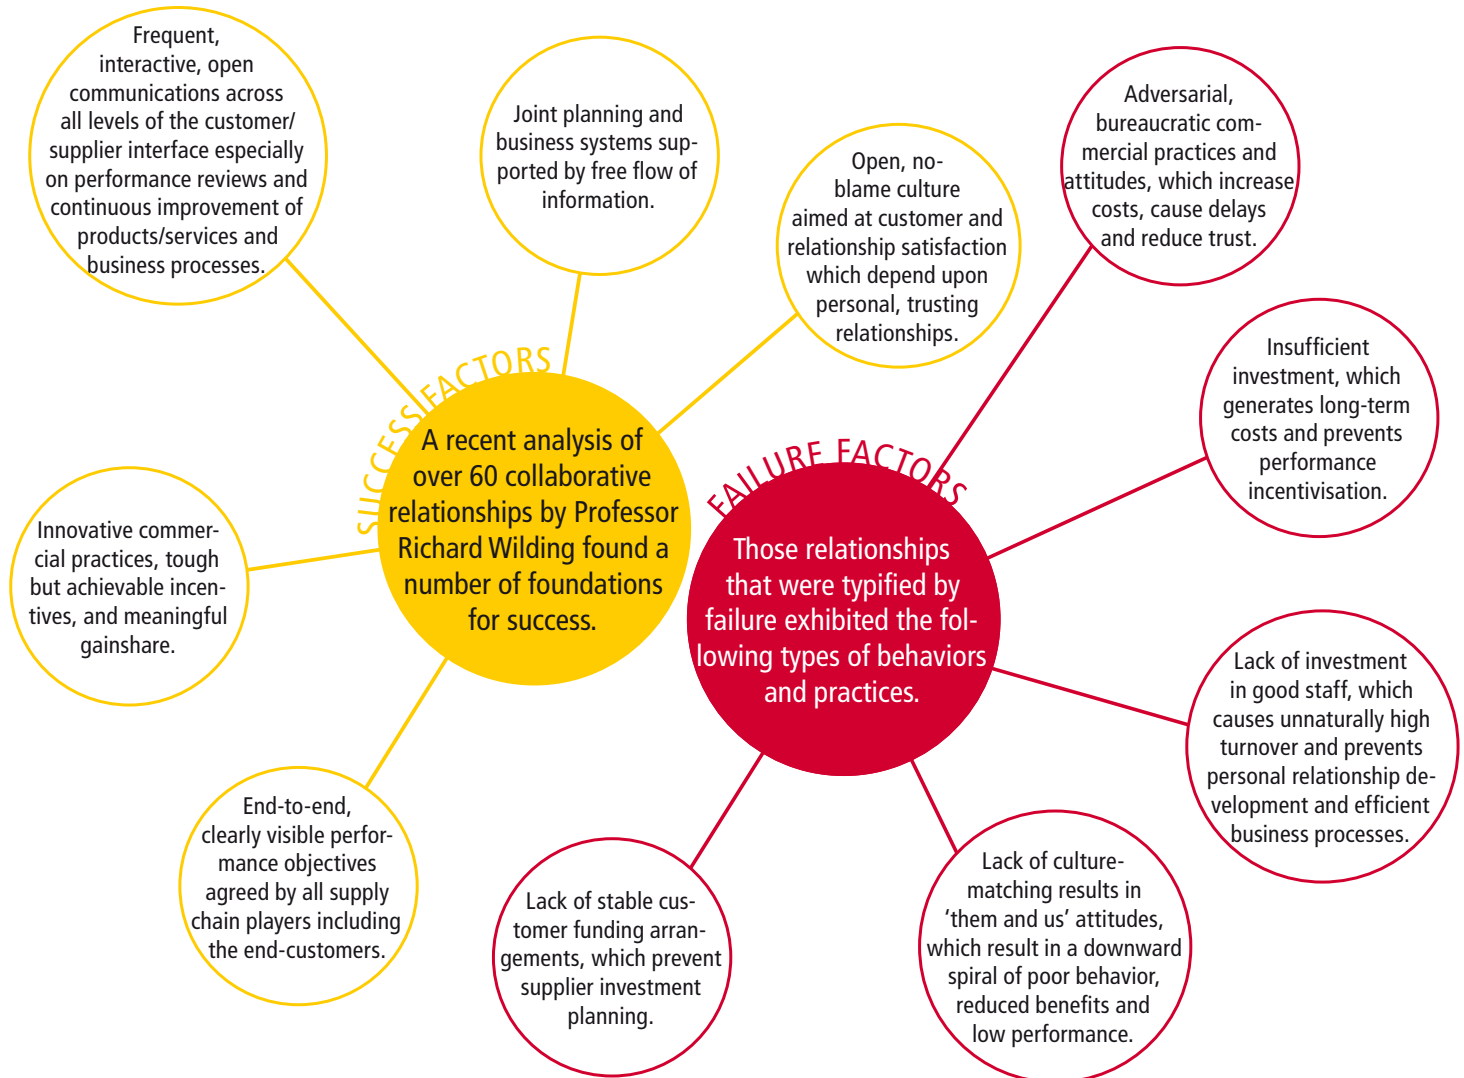 Frequent,
interactive, open
communications across
all levels of the customer/
supplier interface especially
on performance reviews and
continuous improvement of
products/services and
business processes.
Joint planning and
business systems sup-
ported by free flow of
information.
Open, no-
blame culture
aimed at customer and
relationship satisfaction
which depend upon
personal, trusting
relationships.
Innovative commer-
cial practices, tough
but achievable incen-
tives, and meaningful
gainshare.
End-to-end,
clearly visible perfor-
mance objectives
agreed by all supply
chain players including
the end-customers.
SUCCESS FACTORS
A recent analysis of
over 60 collaborative
relationships by Professor
Richard Wilding found a
number of foundations
for success.
FAILURE FACTORS
Those relationships
that were typified by
failure exhibited the fol-
lowing types of behaviors
and practices.
Adversarial,
bureaucratic com-
mercial practices and
attitudes, which increase
costs, cause delays
and reduce trust.
Insufficient
investment, which
generates long-term
costs and prevents
performance
incentivisation.
Lack of investment
in good staff, which
causes unnaturally high
turnover and prevents
personal relationship de-
velopment and efficient
business processes.
Lack of culture-
matching results in
‘them and us’ attitudes,
which result in a downward
spiral of poor behavior,
reduced benefits and
low performance.
Lack of stable cus-
tomer funding arran-
gements, which prevent
supplier investment
planning.